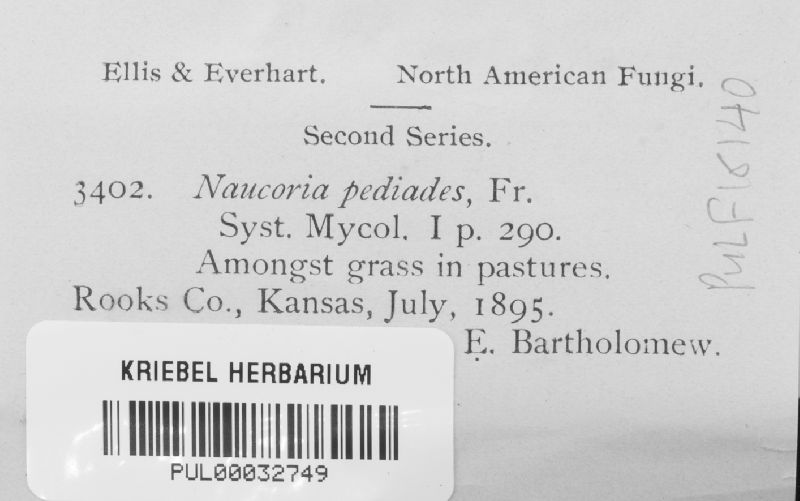 Ellis & Everhart. North American Fungi.
Second Series.
3402. Naucoria pediades, Fr.
Syst. Mycol. I p. 290.
Amongst grass in pastures.
Rooks Co., Kansas, July, 1895.
E. Bartholomew.
KRIEBEL HERBARIUM
PUL00032749
PULF16140